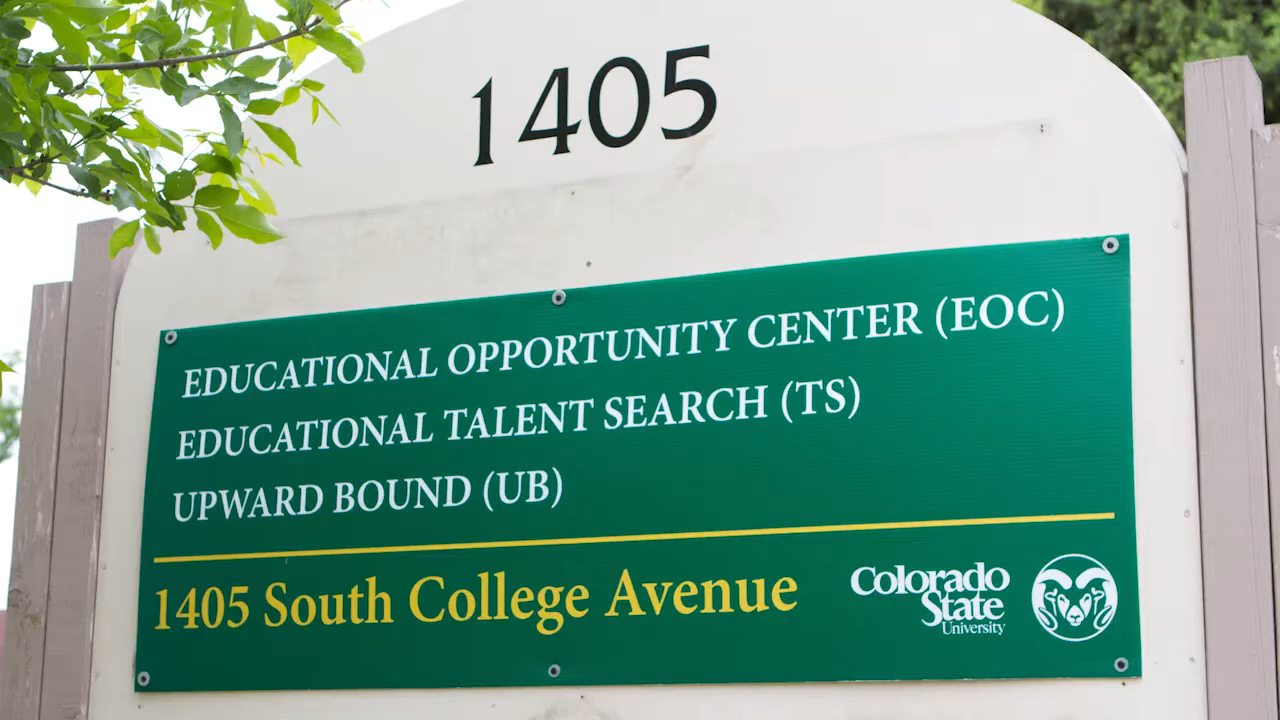 1405
EDUCATIONAL OPPORTUNITY CENTER (EOC)
EDUCATIONAL TALENT SEARCH (TS)
UPWARD BOUND (UB)
1405 South College Avenue
Colorado
State
University